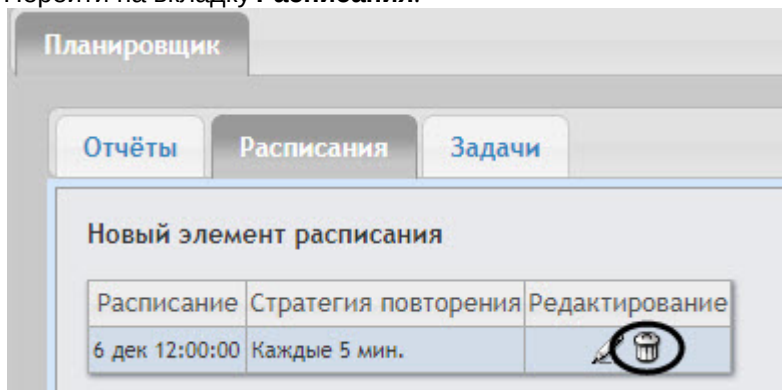 Перейти на вкладку Расписания.
Планировщик
Отчёты Расписания Задачи
Новый элемент расписания
Расписание Стратегия повторения Редактирование
6 дек 12:00:00 Каждые 5 мин.